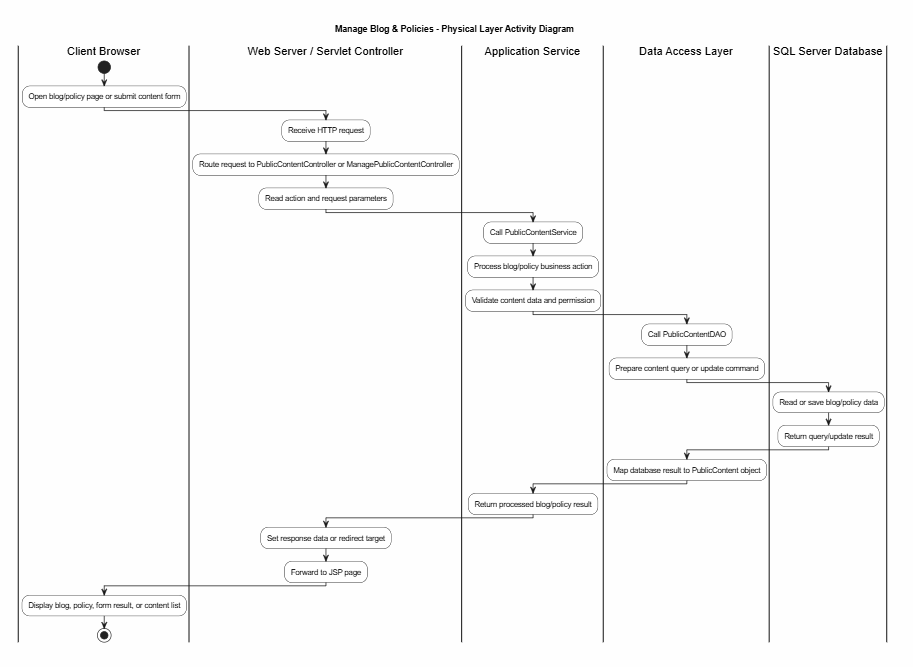 Manage Blog & Policies - Physical Layer Activity Diagram
Client Browser
Web Server / Servlet Controller
Application Service
Data Access Layer
SQL Server Database
Open blog/policy page or submit content form
Receive HTTP request
Route request to PublicContentController or ManagePublicContentController
Read action and request parameters
Call PublicContentService
Process blog/policy business action
Validate content data and permission
Call PublicContentDAO
Prepare content query or update command
Read or save blog/policy data
Return query/update result
Map database result to PublicContent object
Return processed blog/policy result
Set response data or redirect target
Forward to JSP page
Display blog, policy, form result, or content list